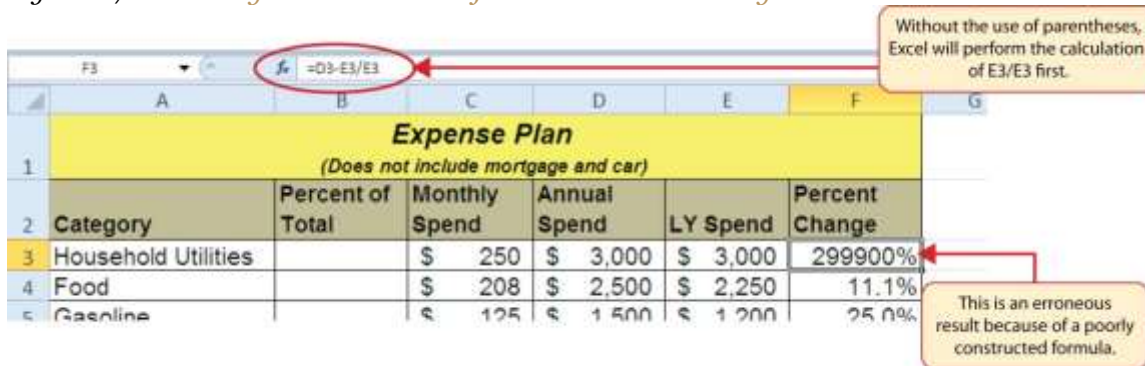 Without the use of parentheses,
Excel will perform the calculation
of E3/E3 first.
F3 fx =D3-E3/E3
A B C D E F G
1 Expense Plan
(Does not include mortgage and car)
2 Category Percent of Total Monthly Spend Annual Spend LY Spend Percent Change
3 Household Utilities $ 250 $ 3,000 $ 3,000 299900%
4 Food $ 208 $ 2,500 $ 2,250 11.1%
5 Gasoline $ 125 $ 1,500 $ 1,200 25.0%
This is an erroneous
result because of a poorly
constructed formula.